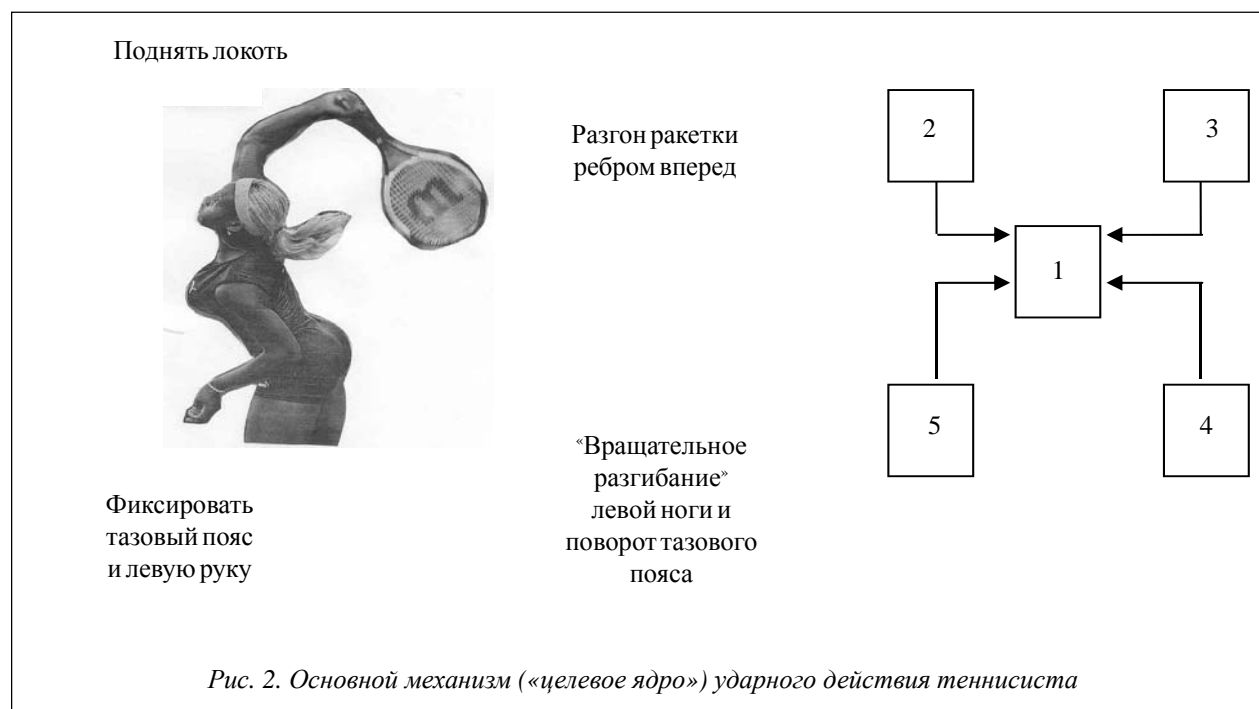 Поднять локоть
Разгон ракетки
ребром вперед
2
3
1
5
4
"Вращательное
разгибание"
левой ноги и
поворот тазового
пояса
Фиксировать
тазовый пояс
и левую руку
Рис. 2. Основной механизм («целевое ядро») ударного действия теннисиста